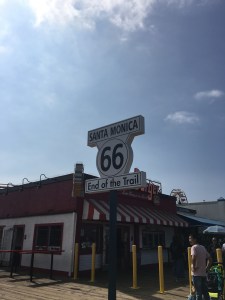 SANTA MONICA
66
End of the Trail